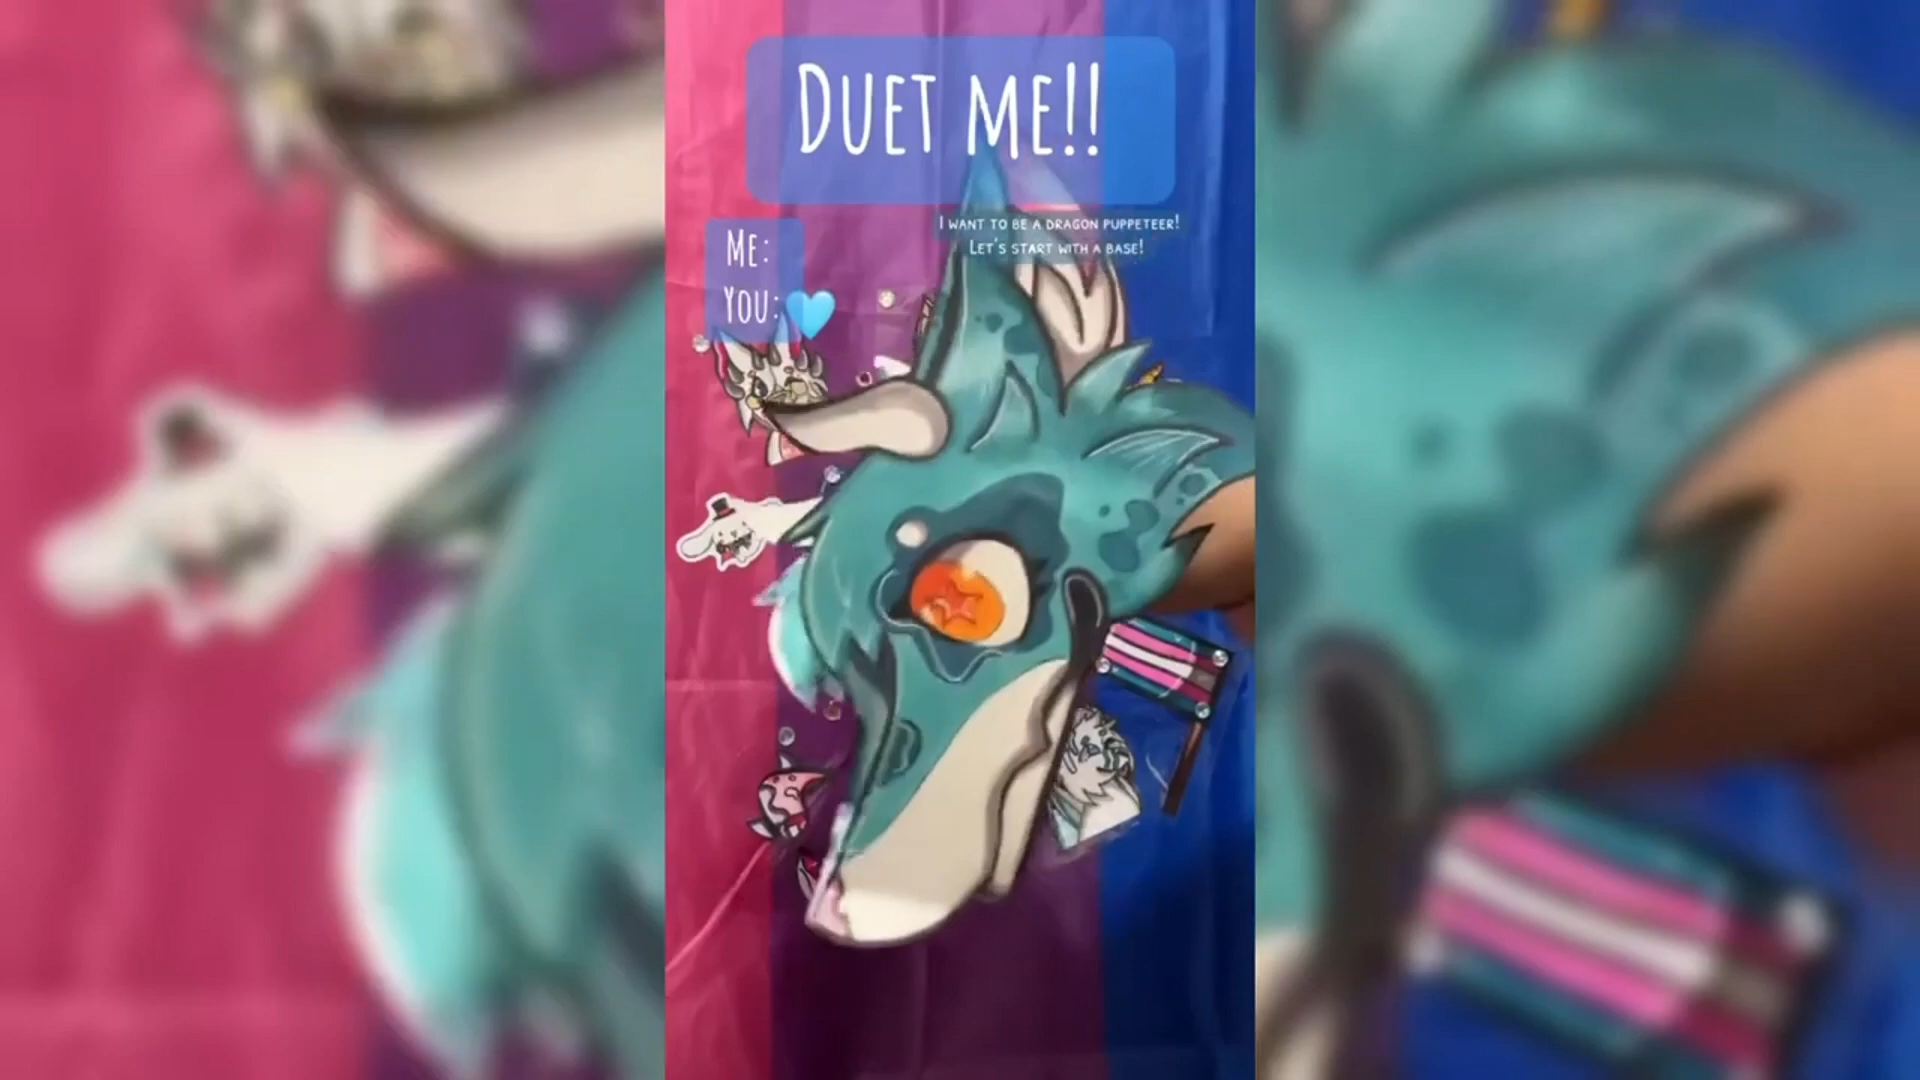 DUET ME!!
I WANT TO BE A DRAGON PUPPETEER!
LET'S START WITH A BASE!
ME:
YOU: 🩵